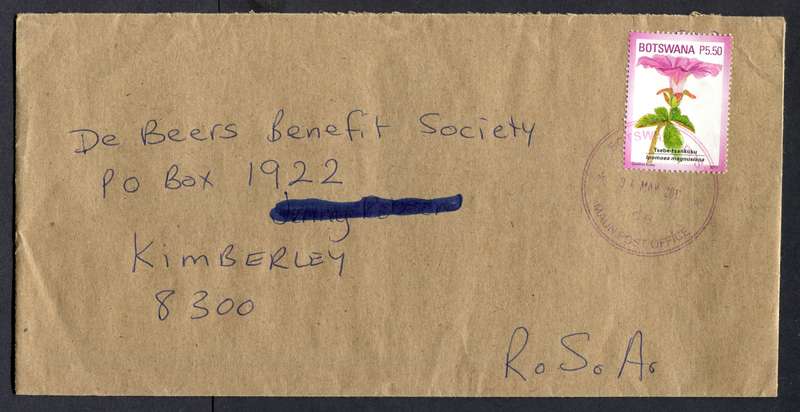 BOTSWANA P5.50
Tsebe-tsankuku
Ipomoea magnusiana
De Beers Benefit Society
PO Box 1922
KIMBERLEY
8300
R.S.A.
MAIN POST OFFICE